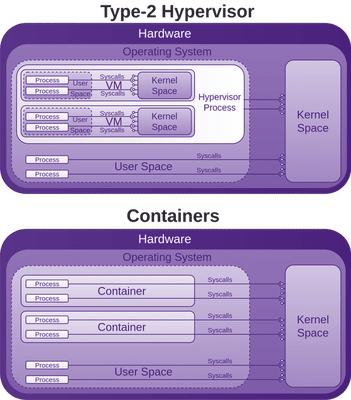 Type-2 Hypervisor
Hardware
Operating System
Process
Process
User
Space
Syscalls
VM
Kernel
Space
Process
Process
User
Space
Syscalls
VM
Kernel
Space
Hypervisor
Process
Kernel
Space
Process
Syscalls
User Space
Process
Syscalls
Containers
Hardware
Operating System
Process
Syscalls
Container
Process
Syscalls
Process
Syscalls
Container
Process
Syscalls
Kernel
Space
Process
Syscalls
User Space
Process
Syscalls